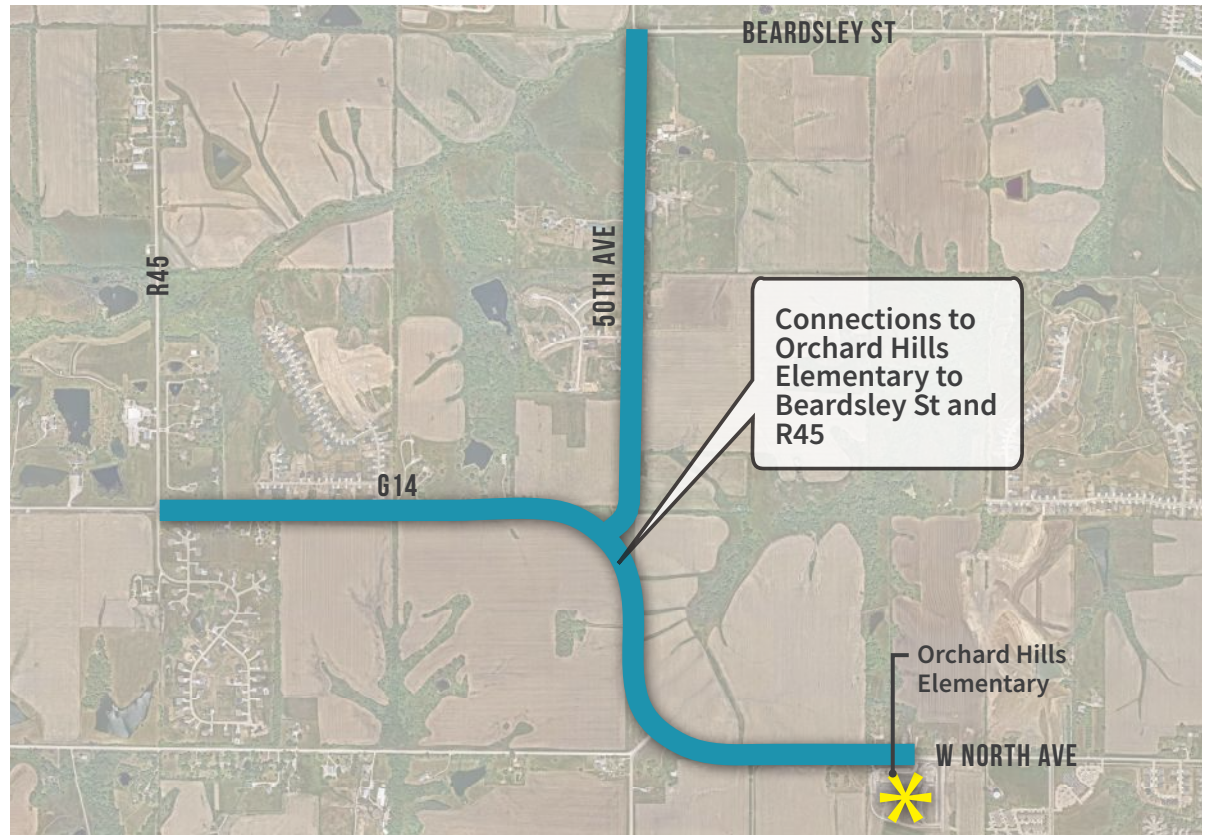 BEARDSLEY ST
R45
50TH AVE
Connections to
Orchard Hills
Elementary to
Beardsley St and
R45
G14
Orchard Hills
Elementary
W NORTH AVE